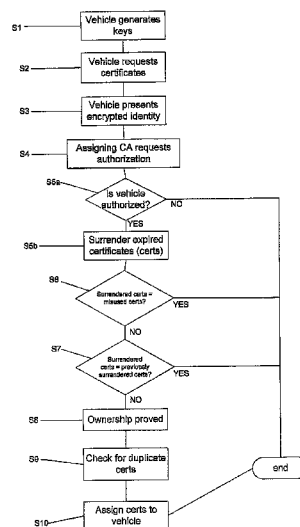 S1
Vehicle generates
keys
S2
Vehicle requests
certificates
S3
Vehicle presents
encrypted identity
S4
Assigning CA requests
authorization
S5a
Is vehicle
authorized?
NO
YES
S5b
Surrender expired
certificates (certs)
S6
Surrendered certs =
misused certs?
YES
NO
S7
Surrendered
certs = previously
surrendered certs?
YES
NO
S8
Ownership proved
S9
Check for duplicate
certs
end
S10
Assign certs to
vehicle